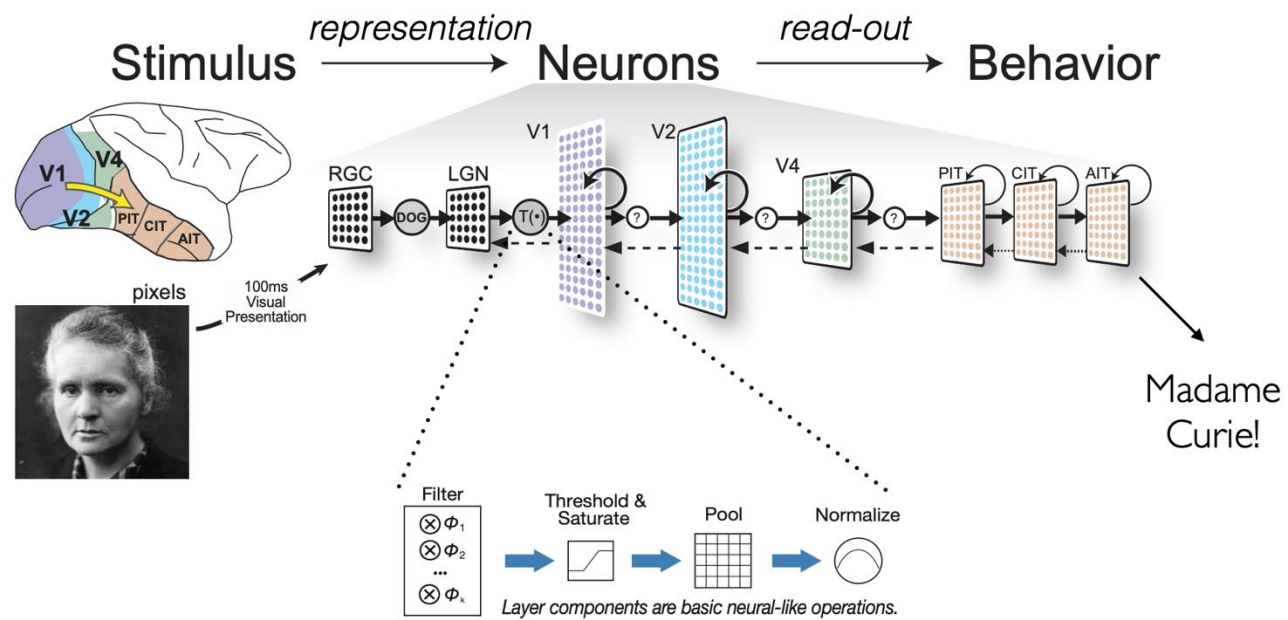 representation
read-out
Stimulus
Neurons
Behavior
V1
V4
V2
PIT
CIT
AIT
RGC
DOG
LGN
T(•)
V1
?
V2
?
V4
?
PIT
CIT
AIT
pixels
100ms
Visual
Presentation
Madame
Curie!
Filter
⊗ Φ1
⊗ Φ2
...
⊗ Φk
Threshold &
Saturate
Pool
Normalize
Layer components are basic neural-like operations.